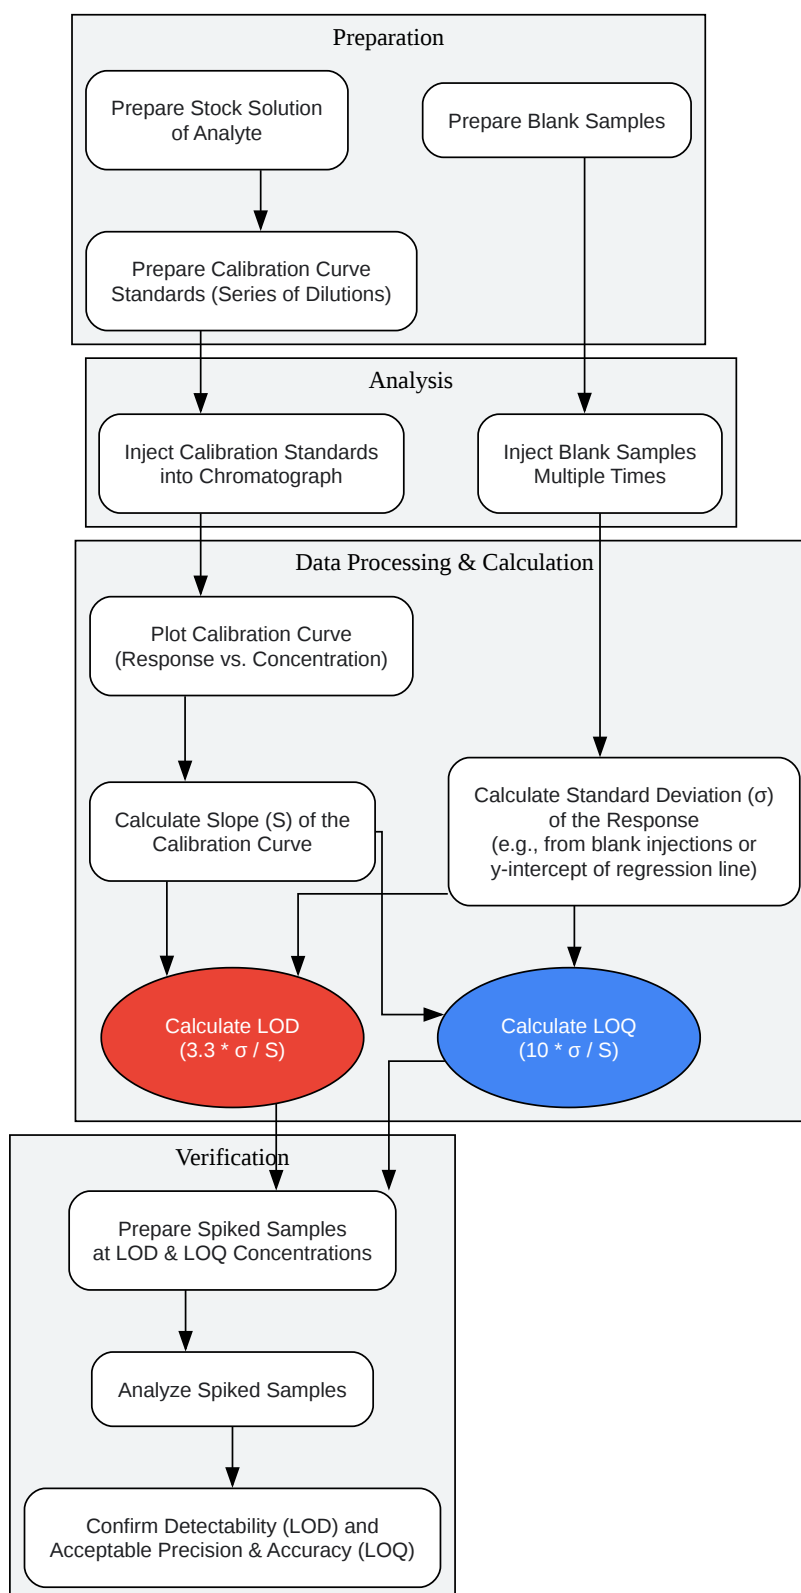 Preparation
Prepare Stock Solution
of Analyte
Prepare Blank Samples
Prepare Calibration Curve
Standards (Series of Dilutions)
Analysis
Inject Calibration Standards
into Chromatograph
Inject Blank Samples
Multiple Times
Data Processing & Calculation
Plot Calibration Curve
(Response vs. Concentration)
Calculate Slope (S) of the
Calibration Curve
Calculate Standard Deviation (σ)
of the Response
(e.g., from blank injections or
y-intercept of regression line)
Calculate LOD
(3.3 * σ / S)
Calculate LOQ
(10 * σ / S)
Verification
Prepare Spiked Samples
at LOD & LOQ Concentrations
Analyze Spiked Samples
Confirm Detectability (LOD) and
Acceptable Precision & Accuracy (LOQ)